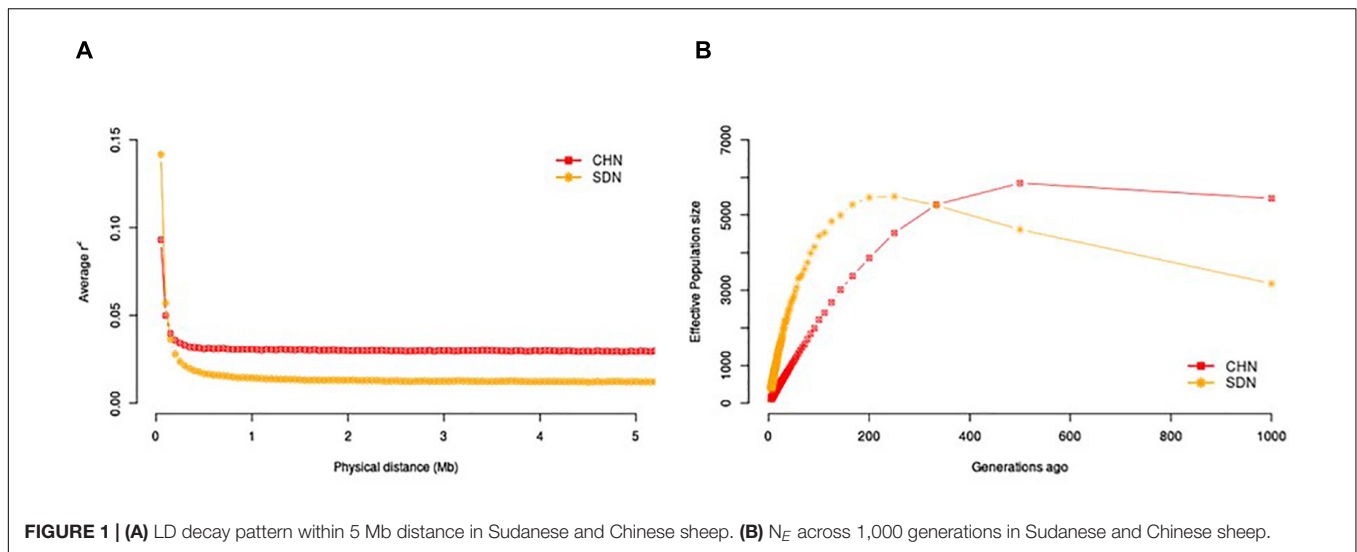 A
Average r²
0.00 0.05 0.10 0.15
CHN
SDN
0 1 2 3 4 5
Physical distance (Mb)
B
Effective Population size
0 1000 3000 5000 7000
CHN
SDN
0 200 400 600 800 1000
Generations ago
FIGURE 1 | (A) LD decay pattern within 5 Mb distance in Sudanese and Chinese sheep. (B) NE across 1,000 generations in Sudanese and Chinese sheep.